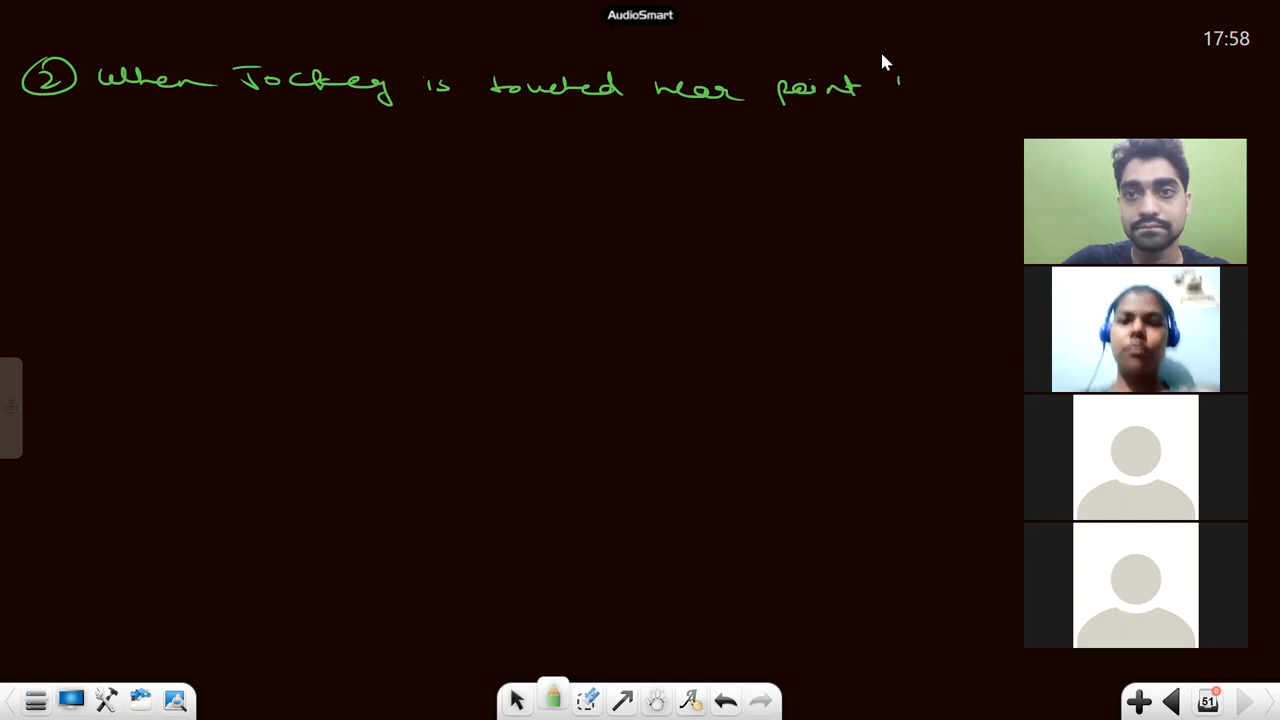 AudioSmart
17:58
② When Jockey is touched near point '
51